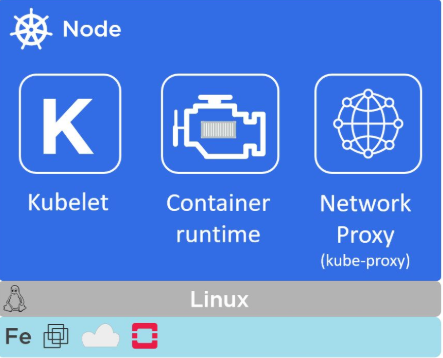 Node
K
Kubelet
Container
runtime
Network
Proxy
(kube-proxy)
Linux
Fe